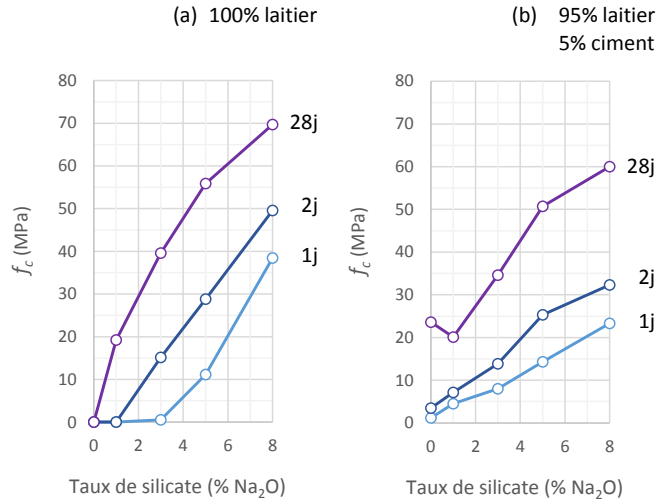 (a) 100% laitier
80
70
60
50
40
30
20
10
0
0 2 4 6 8
fc (MPa)
28j
2j
1j
Taux de silicate (% Na₂O)
(b) 95% laitier
5% ciment
80
70
60
50
40
30
20
10
0
0 2 4 6 8
fc (MPa)
28j
2j
1j
Taux de silicate (% Na₂O)